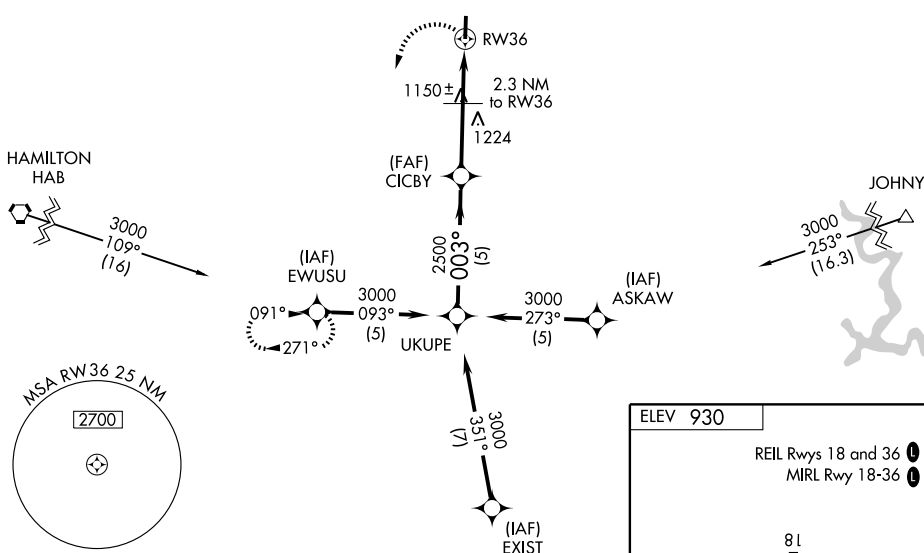 RW36
1150 ±
2.3 NM
to RW36
1224
HAMILTON
HAB
(FAF)
CICBY
JOHNY
3000
109°
(16)
3000
253°
(16.3)
2500
003°
(5)
(IAF)
EWUSU
(IAF)
ASKAW
091°
271°
3000
093°
(5)
3000
273°
(5)
UKUPE
MSA RW36 25 NM
2700
3000
351°
(7)
(IAF)
EXIST
ELEV 930
REIL Rwys 18 and 36 L
MIRL Rwy 18-36 L
18